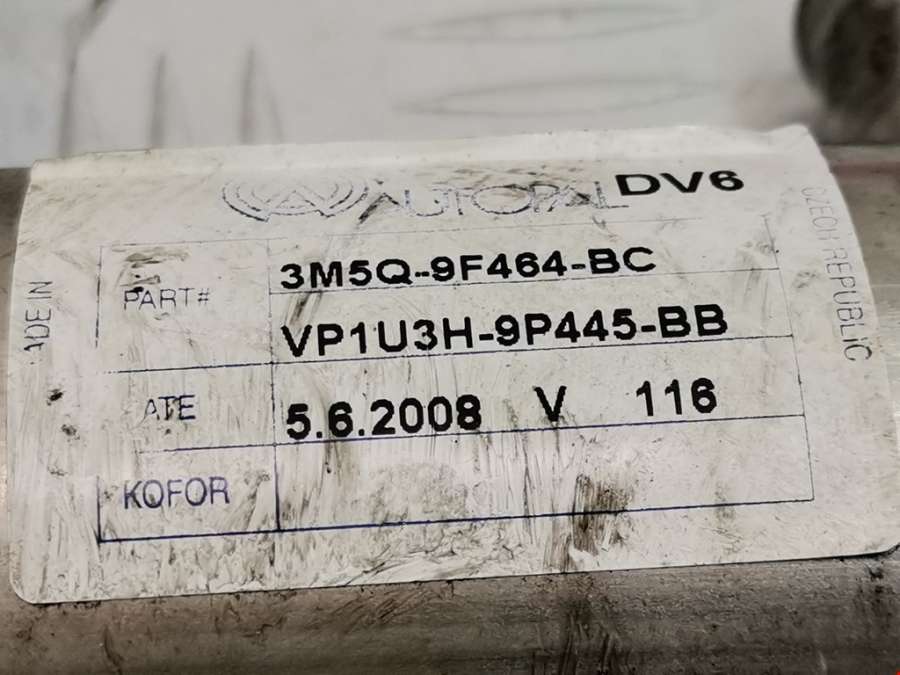 AUTOPAL DV6
PART# 3M5Q-9F464-BC
VP1U3H-9P445-BB
ATE 5.6.2008 V 116
KOFOR
ADE IN
CZECH REPUBLIC